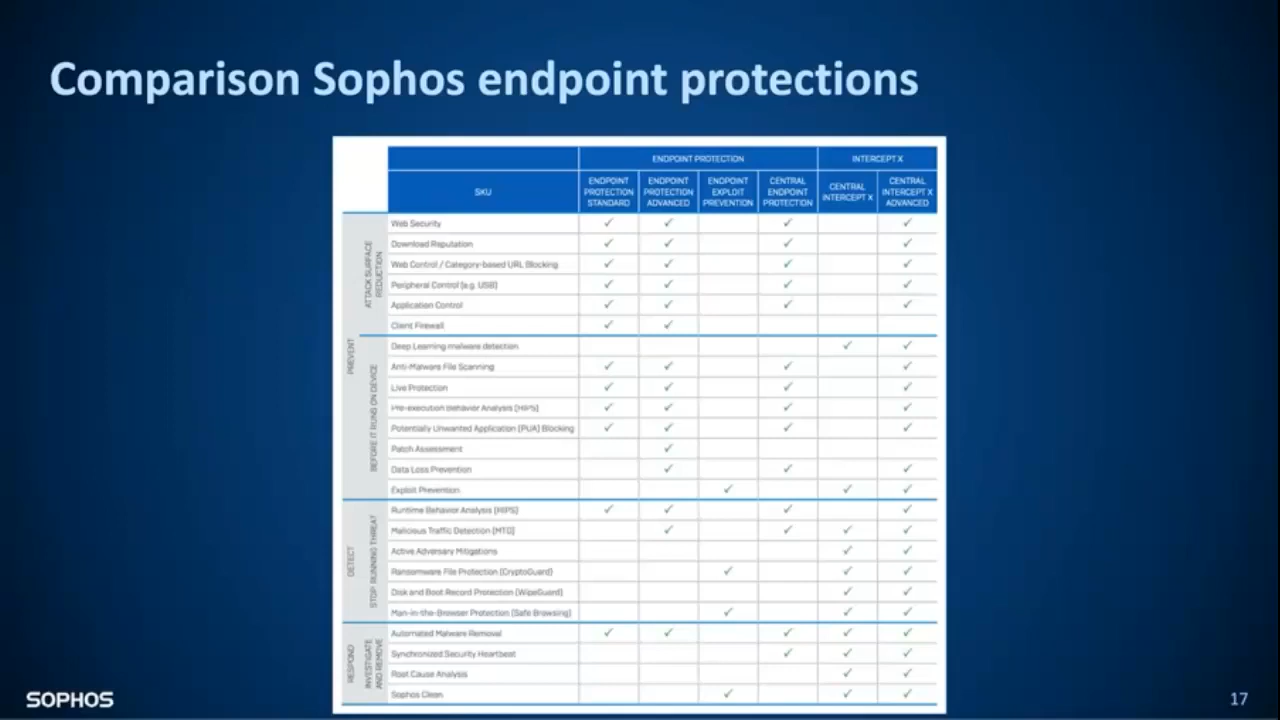 Comparison Sophos endpoint protections
ENDPOINT PROTECTION INTERCEPT X
SKU ENDPOINT PROTECTION STANDARD ENDPOINT PROTECTION ADVANCED ENDPOINT EXPLOIT PREVENTION CENTRAL ENDPOINT PROTECTION CENTRAL INTERCEPT X CENTRAL INTERCEPT X ADVANCED
PREVENT
ATTACK SURFACE REDUCTION
Web Security ✓ ✓ ✓ ✓
Download Reputation ✓ ✓ ✓ ✓
Web Control / Category-based URL Blocking ✓ ✓ ✓ ✓
Peripheral Control (e.g. USB) ✓ ✓ ✓ ✓
Application Control ✓ ✓ ✓ ✓
Client Firewall ✓ ✓
BEFORE IT RUNS ON DEVICE
Deep Learning malware detection ✓ ✓
Anti-Malware File Scanning ✓ ✓ ✓ ✓
Live Protection ✓ ✓ ✓ ✓
Pre-execution Behavior Analysis (HIPS) ✓ ✓ ✓ ✓
Potentially Unwanted Application (PUA) Blocking ✓ ✓ ✓ ✓
Patch Assessment ✓
Data Loss Prevention ✓ ✓ ✓
Exploit Prevention ✓ ✓ ✓
DETECT
STOP RUNNING THREAT
Runtime Behavior Analysis (HIPS) ✓ ✓ ✓ ✓
Malicious Traffic Detection (MTD) ✓ ✓ ✓ ✓
Active Adversary Mitigations ✓ ✓
Ransomware File Protection (CryptoGuard) ✓ ✓ ✓
Disk and Boot Record Protection (WipeGuard) ✓ ✓
Man-in-the-Browser Protection (Safe Browsing) ✓ ✓ ✓
RESPOND
INVESTIGATE AND REMOVE
Automated Malware Removal ✓ ✓ ✓ ✓ ✓
Synchronized Security Heartbeat ✓ ✓ ✓
Root Cause Analysis ✓ ✓
Sophos Clean ✓ ✓ ✓
SOPHOS
17